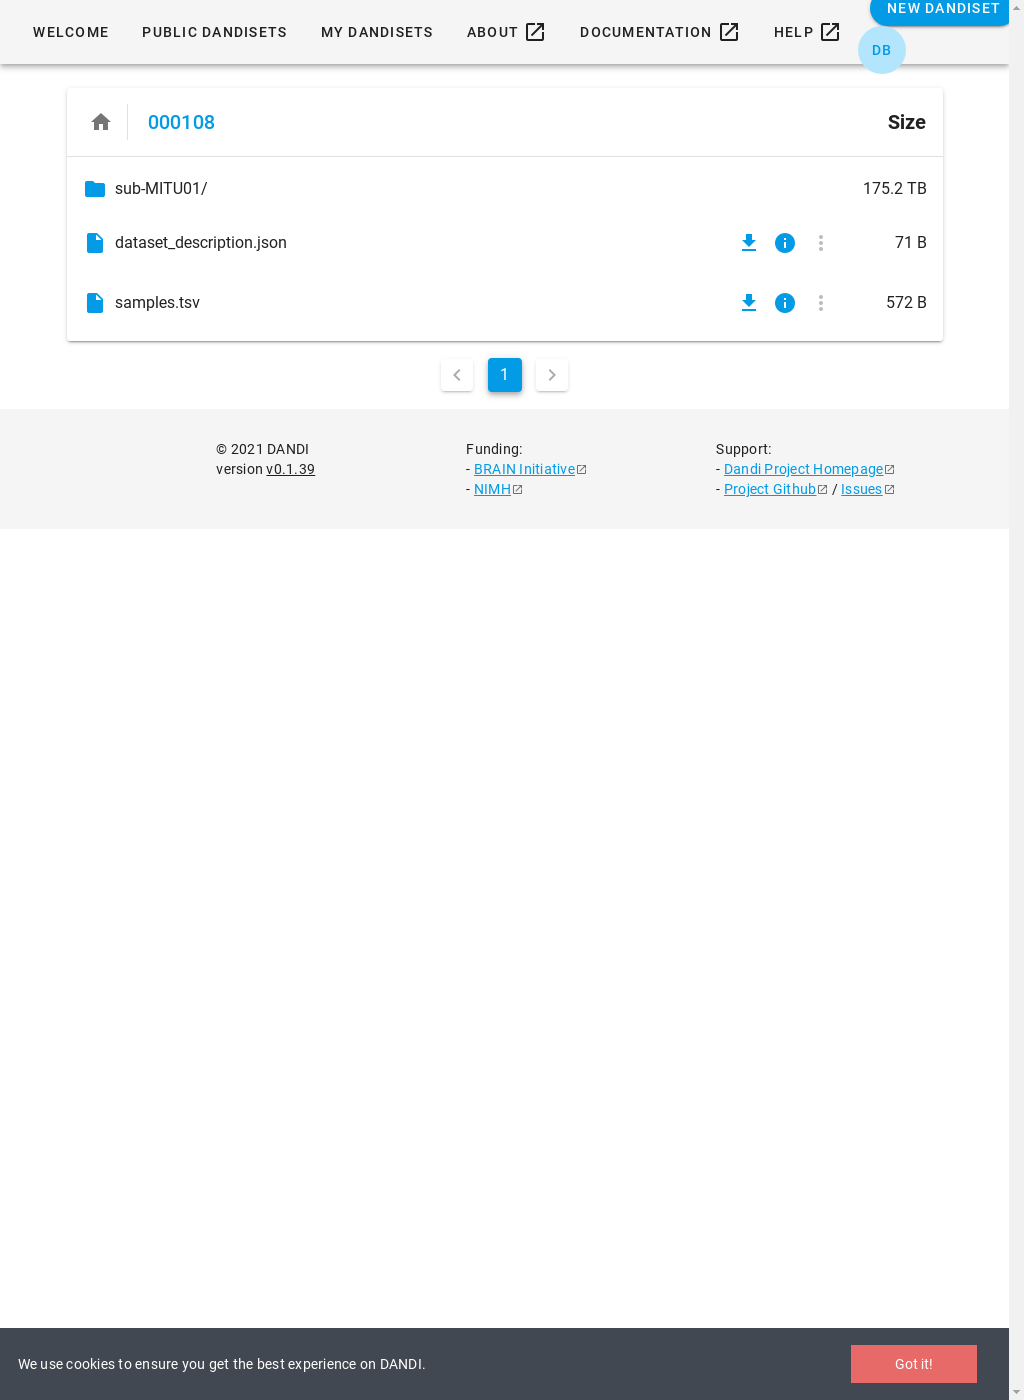 NEW DANDISET
WELCOME PUBLIC DANDISETS MY DANDISETS ABOUT DOCUMENTATION HELP
DB
000108 Size
sub-MITU01/ 175.2 TB
dataset_description.json 71 B
samples.tsv 572 B
1
© 2021 DANDI
version v0.1.39
Funding:
- BRAIN Initiative
- NIMH
Support:
- Dandi Project Homepage
- Project Github / Issues
We use cookies to ensure you get the best experience on DANDI. Got it!